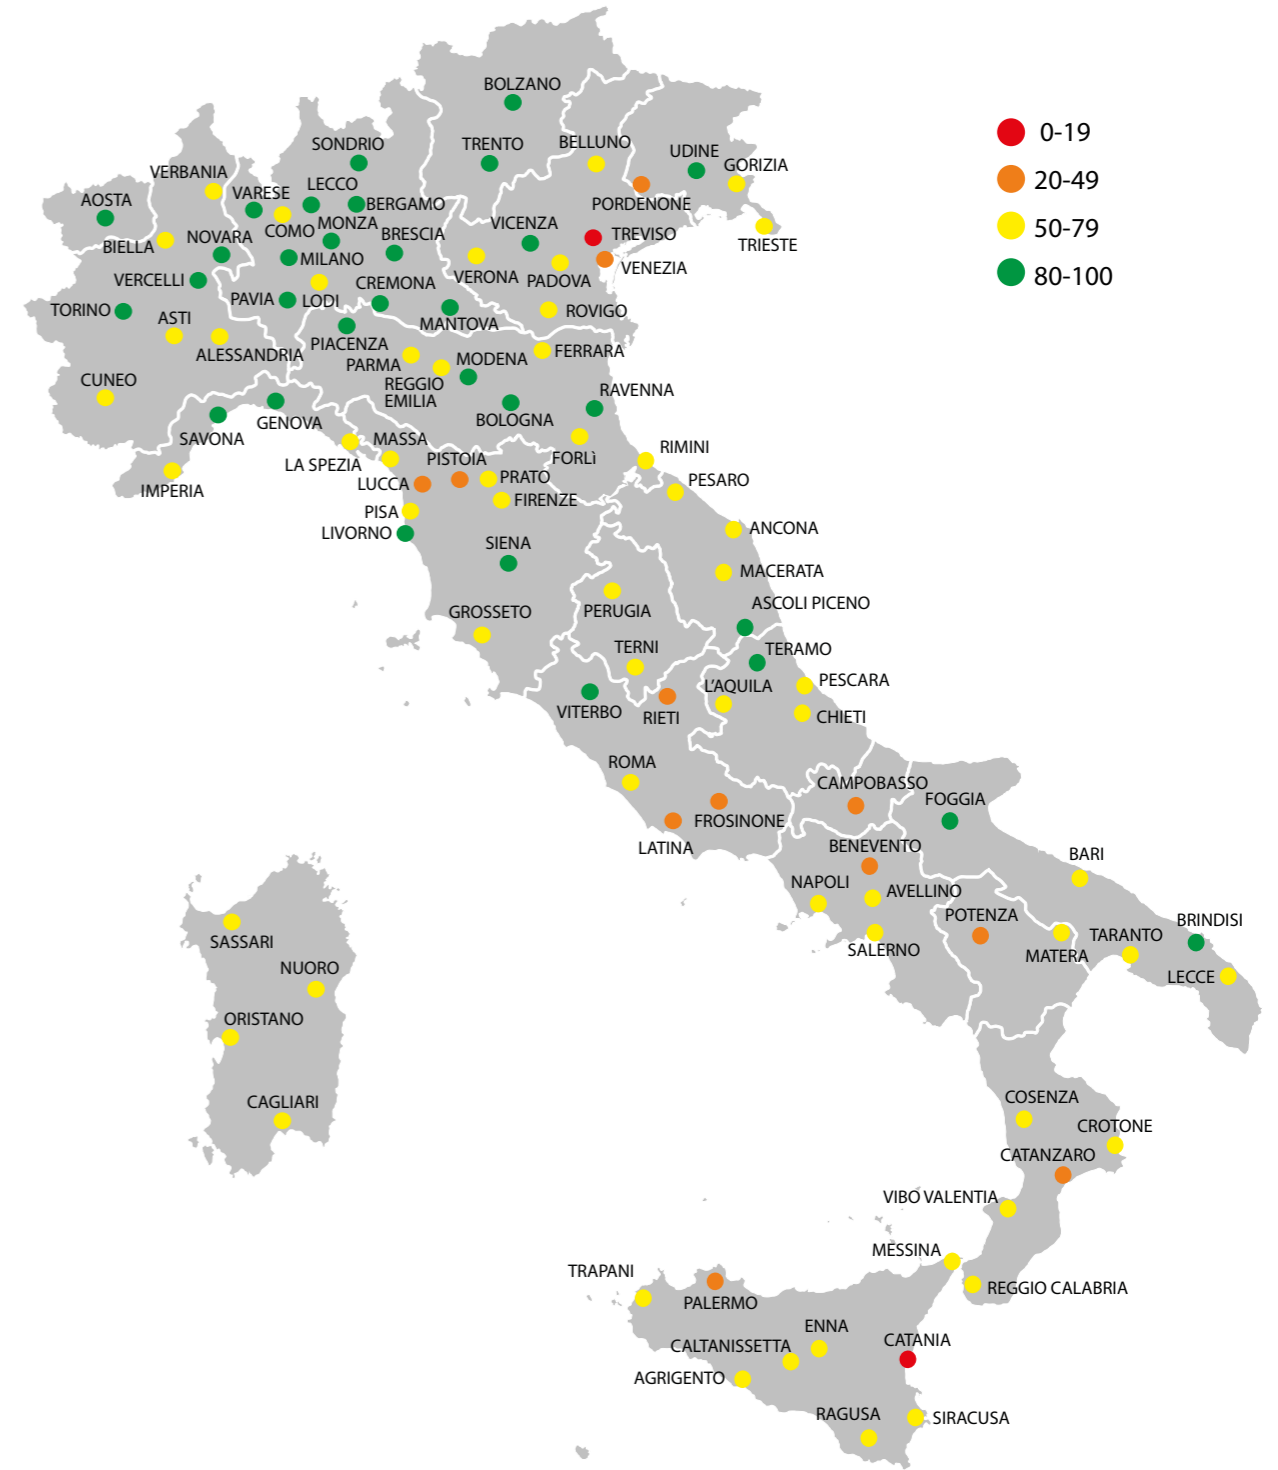 BOLZANO
0-19
SONDRIO
TRENTO
BELLUNO
UDINE
GORIZIA
20-49
VERBANIA
VARESE
LECCO
BERGAMO
PORDENONE
AOSTA
50-79
BIELLA
NOVARA
COMO
MONZA
BRESCIA
VICENZA
TREVISO
TRIESTE
MILANO
VENEZIA
80-100
VERCELLI
CREMONA
VERONA
PADOVA
TORINO
PAVIA
LODI
ROVIGO
ASTI
MANTOVA
ALESSANDRIA
PIACENZA
PARMA
MODENA
FERRARA
CUNEO
REGGIO
EMILIA
RAVENNA
SAVONA
GENOVA
BOLOGNA
MASSA
LA SPEZIA
PISTOIA
FORLì
RIMINI
IMPERIA
LUCCA
PRATO
PESARO
PISA
FIRENZE
LIVORNO
ANCONA
SIENA
MACERATA
GROSSETO
PERUGIA
ASCOLI PICENO
TERNI
TERAMO
L'AQUILA
PESCARA
VITERBO
RIETI
CHIETI
ROMA
CAMPOBASSO
FOGGIA
FROSINONE
LATINA
BENEVENTO
BARI
NAPOLI
AVELLINO
POTENZA
BRINDISI
SASSARI
SALERNO
MATERA
TARANTO
NUORO
LECCE
ORISTANO
CAGLIARI
COSENZA
CROTONE
CATANZARO
VIBO VALENTIA
MESSINA
TRAPANI
REGGIO CALABRIA
PALERMO
ENNA
CALTANISSETTA
CATANIA
AGRIGENTO
RAGUSA
SIRACUSA